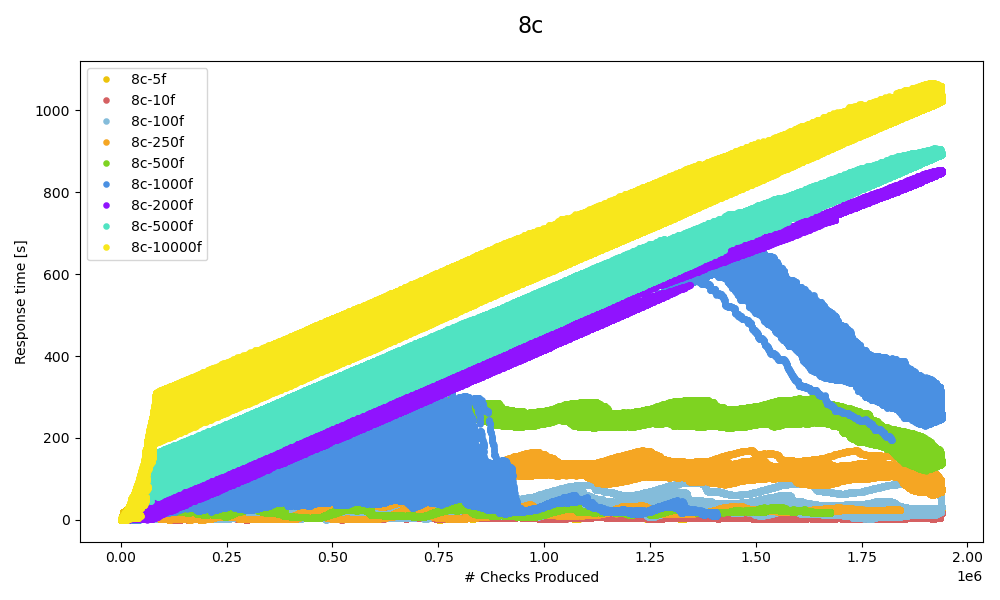 8c
1000
800
600
400
200
0
Response time [s]
8c-5f
8c-10f
8c-100f
8c-250f
8c-500f
8c-1000f
8c-2000f
8c-5000f
8c-10000f
0.00 0.25 0.50 0.75 1.00 1.25 1.50 1.75 2.00
1e6
# Checks Produced